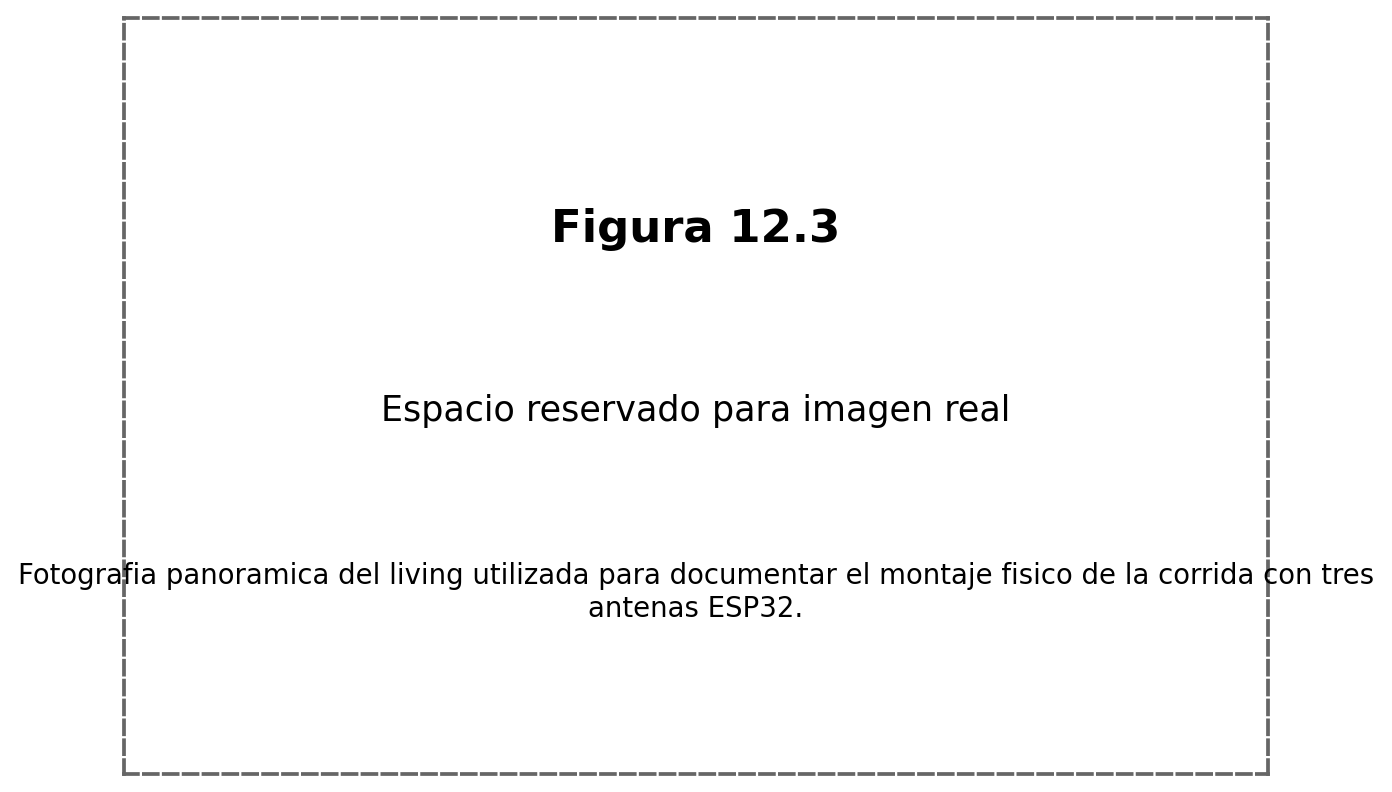 Figura 12.3
Espacio reservado para imagen real
Fotografia panoramica del living utilizada para documentar el montaje fisico de la corrida con tres
antenas ESP32.